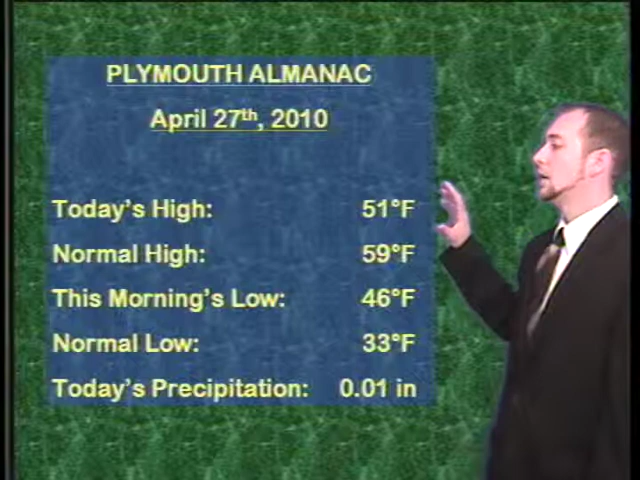 PLYMOUTH ALMANAC
April 27th, 2010
Today's High: 51°F
Normal High: 59°F
This Morning's Low: 46°F
Normal Low: 33°F
Today's Precipitation: 0.01 in